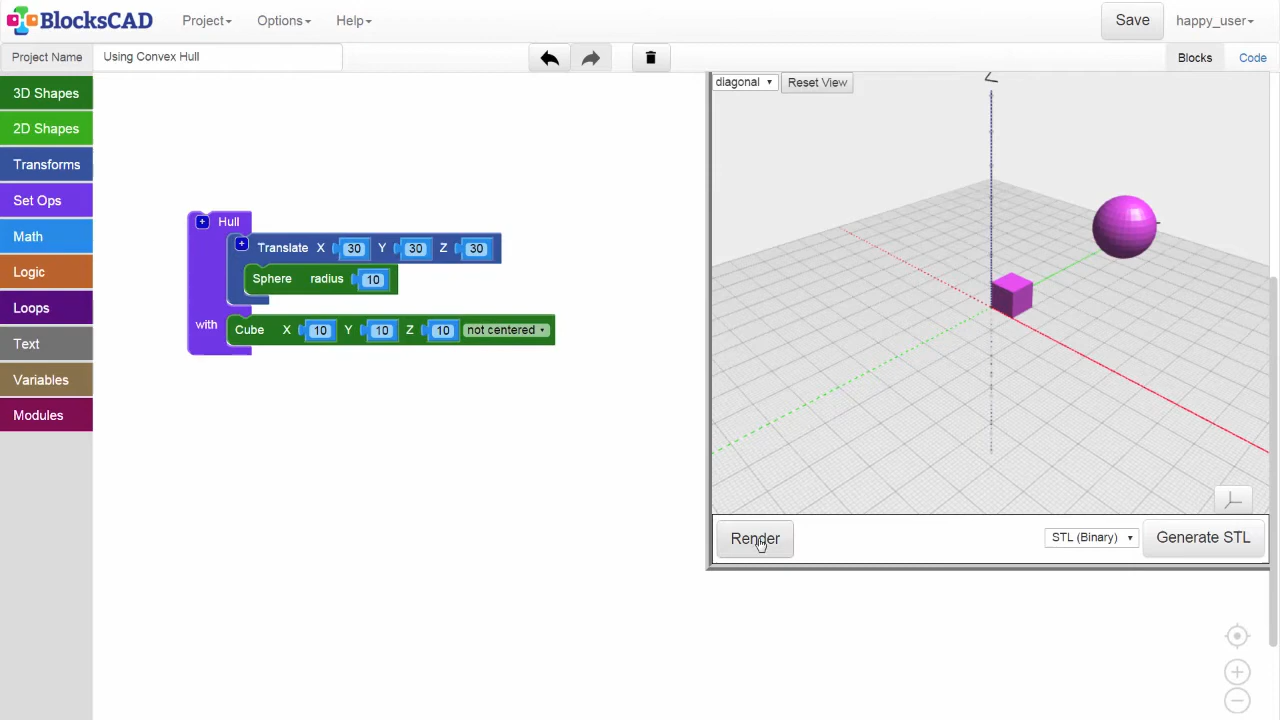 BlocksCAD Project Options Help Save happy_user
Project Name Using Convex Hull Blocks Code
3D Shapes
2D Shapes
Transforms
Set Ops
Math
Logic
Loops
Text
Variables
Modules
Hull
Translate X 30 Y 30 Z 30
Sphere radius 10
with Cube X 10 Y 10 Z 10 not centered
diagonal Reset View
Z
Render STL (Binary) Generate STL